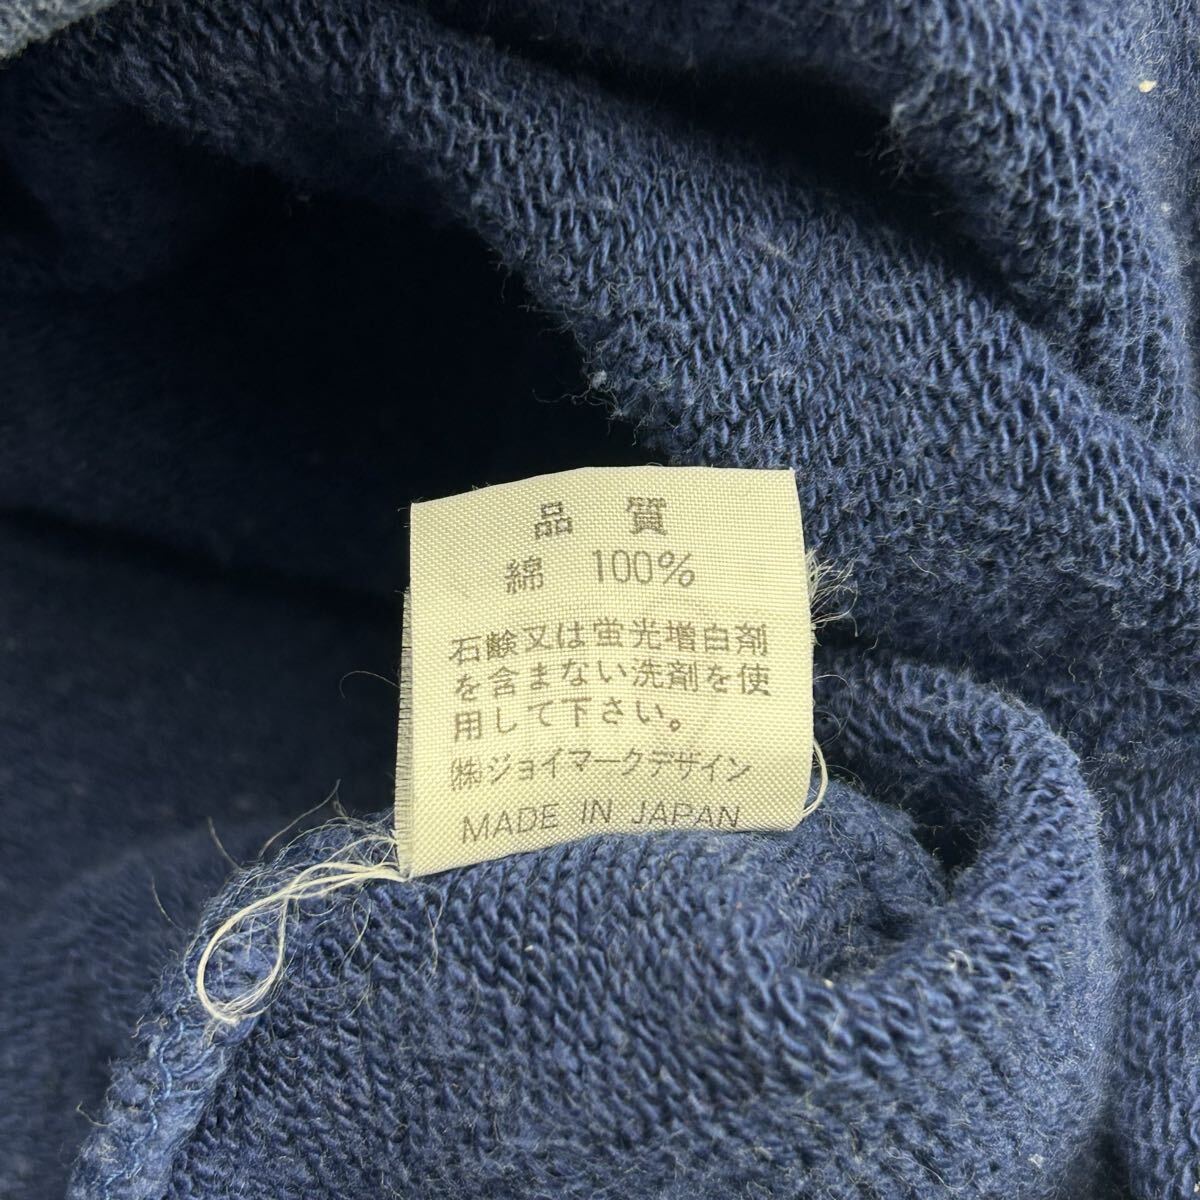 品 質
綿 100%
石鹸又は蛍光増白剤
を含まない洗剤を使
用して下さい。
㈱ジョイマークデザイン
MADE IN JAPAN